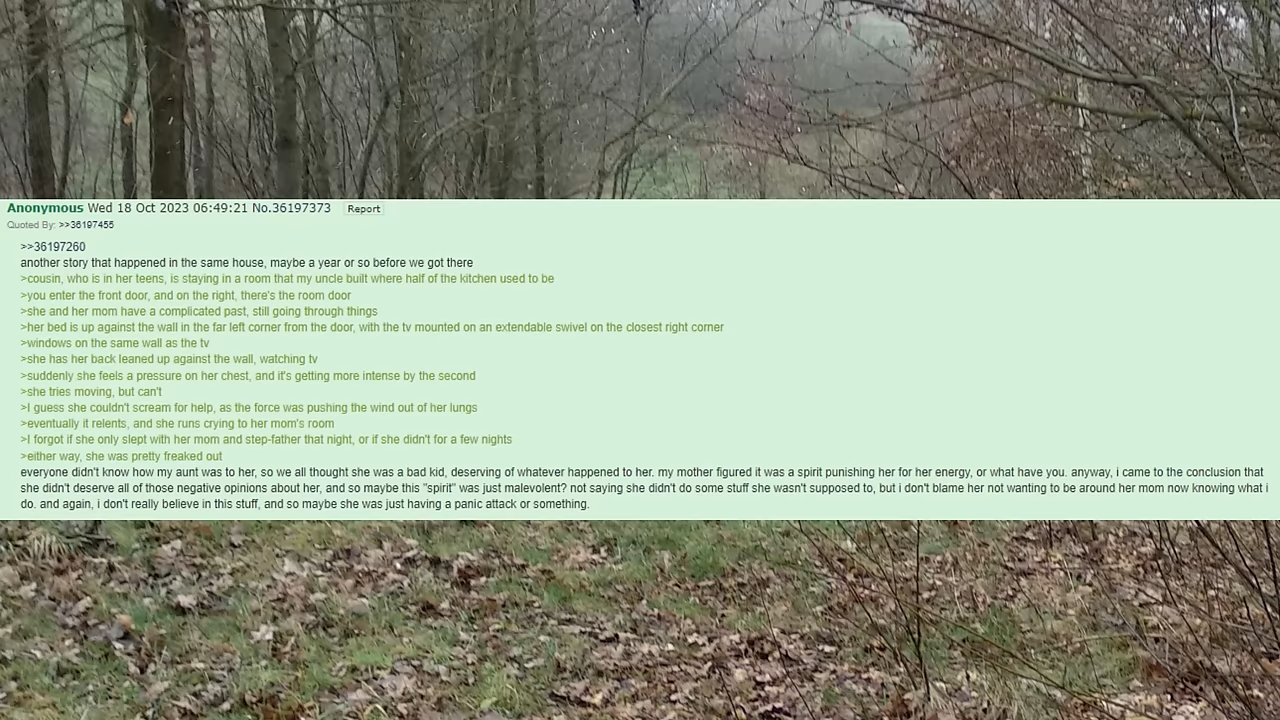 Anonymous Wed 18 Oct 2023 06:49:21 No.36197373 Report
Quoted By: >>36197455
>>36197260
another story that happened in the same house, maybe a year or so before we got there
>cousin, who is in her teens, is staying in a room that my uncle built where half of the kitchen used to be
>you enter the front door, and on the right, there's the room door
>she and her mom have a complicated past, still going through things
>her bed is up against the wall in the far left corner from the door, with the tv mounted on an extendable swivel on the closest right corner
>windows on the same wall as the tv
>she has her back leaned up against the wall, watching tv
>suddenly she feels a pressure on her chest, and it's getting more intense by the second
>she tries moving, but can't
>I guess she couldn't scream for help, as the force was pushing the wind out of her lungs
>eventually it relents, and she runs crying to her mom's room
>I forgot if she only slept with her mom and step-father that night, or if she didn't for a few nights
>either way, she was pretty freaked out
everyone didn't know how my aunt was to her, so we all thought she was a bad kid, deserving of whatever happened to her. my mother figured it was a spirit punishing her for her energy, or what have you. anyway, i came to the conclusion that
she didn't deserve all of those negative opinions about her, and so maybe this "spirit" was just malevolent? not saying she didn't do some stuff she wasn't supposed to, but i don't blame her not wanting to be around her mom now knowing what i
do. and again, i don't really believe in this stuff, and so maybe she was just having a panic attack or something.